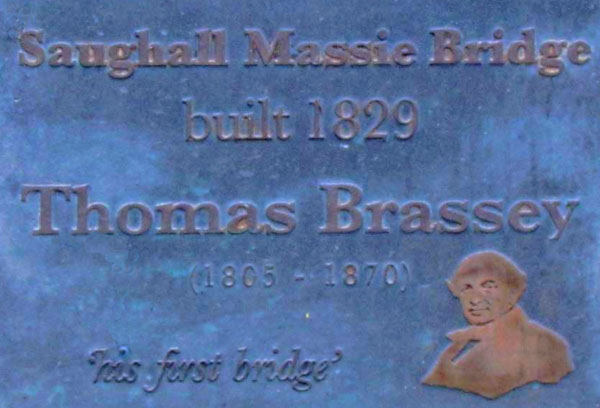 Saughall Massie Bridge
built 1829
Thomas Brassey
(1805 - 1870)
'his first bridge'